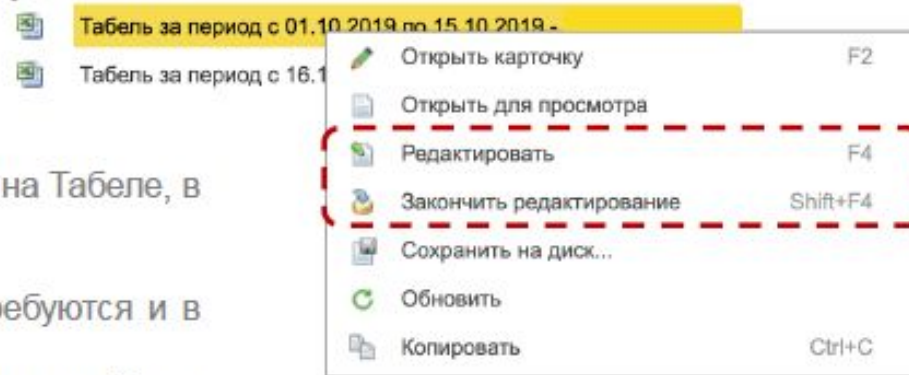 Табель за период с 01.10.2019 по 15.10.2019 -
Табель за период с 16.1
Открыть карточку F2
Открыть для просмотра
Редактировать F4
на Табеле, в
Закончить редактирование Shift+F4
Сохранить на диск...
ребуются и в
Обновить
Копировать Ctrl+C